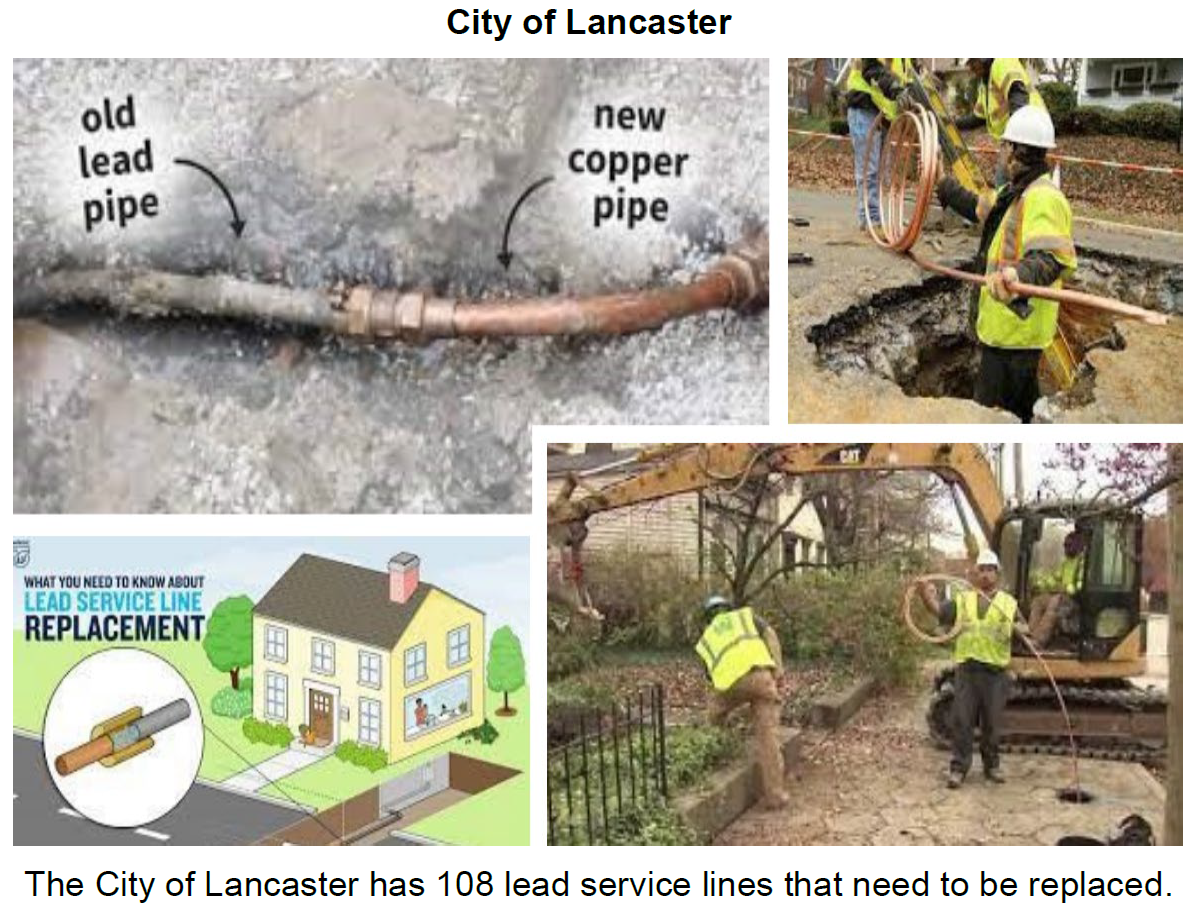 City of Lancaster
old
lead
pipe
new
copper
pipe
CAT
WHAT YOU NEED TO KNOW ABOUT
LEAD SERVICE LINE
REPLACEMENT
The City of Lancaster has 108 lead service lines that need to be replaced.